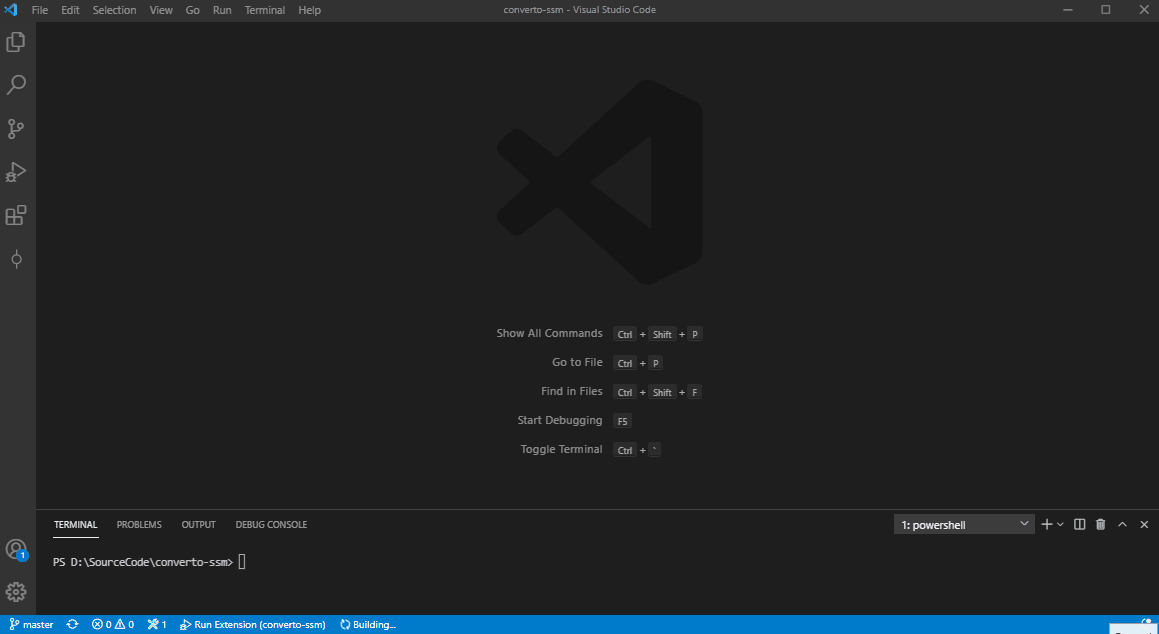 File Edit Selection View Go Run Terminal Help converto-ssm - Visual Studio Code
Show All Commands Ctrl + Shift + P
Go to File Ctrl + P
Find in Files Ctrl + Shift + F
Start Debugging F5
Toggle Terminal Ctrl + `
TERMINAL PROBLEMS OUTPUT DEBUG CONSOLE 1: powershell
PS D:\SourceCode\converto-ssm>
1
master 0 0 1 Run Extension (converto-ssm) Building...